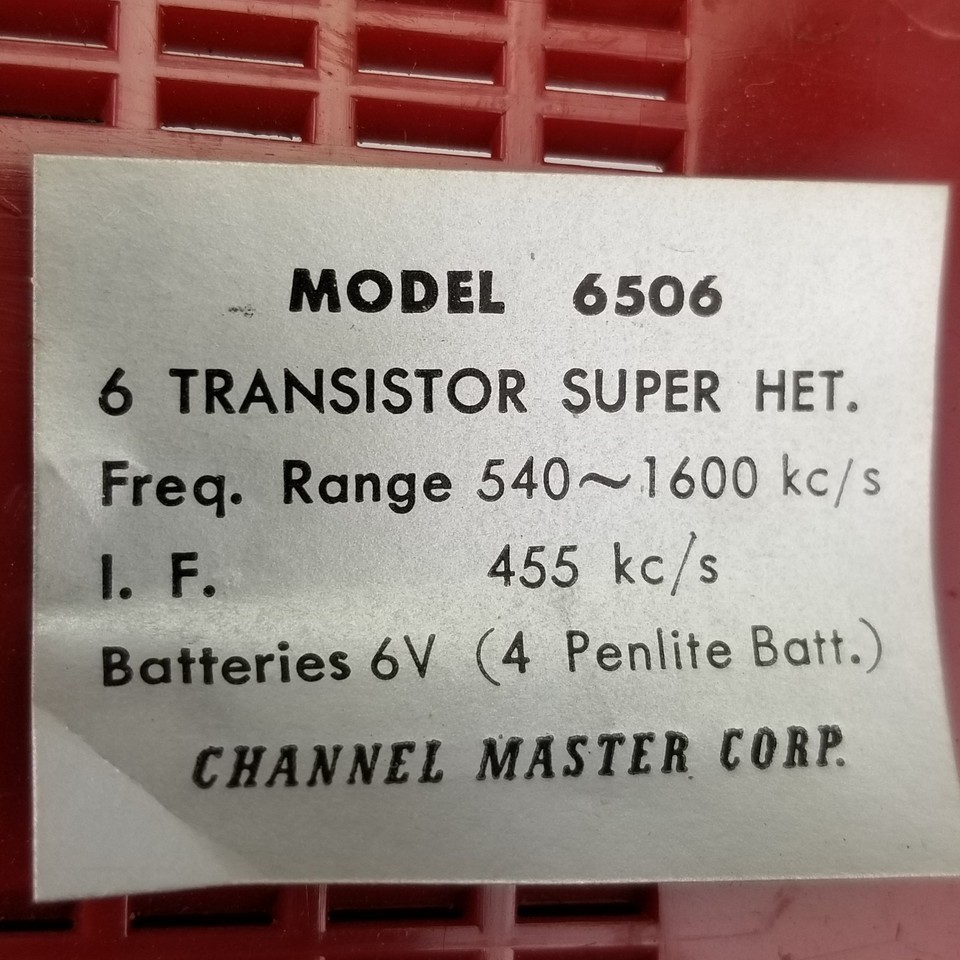 MODEL 6506
6 TRANSISTOR SUPER HET.
Freq. Range 540~1600 kc/s
I. F. 455 kc/s
Batteries 6V (4 Penlite Batt.)
CHANNEL MASTER CORP.